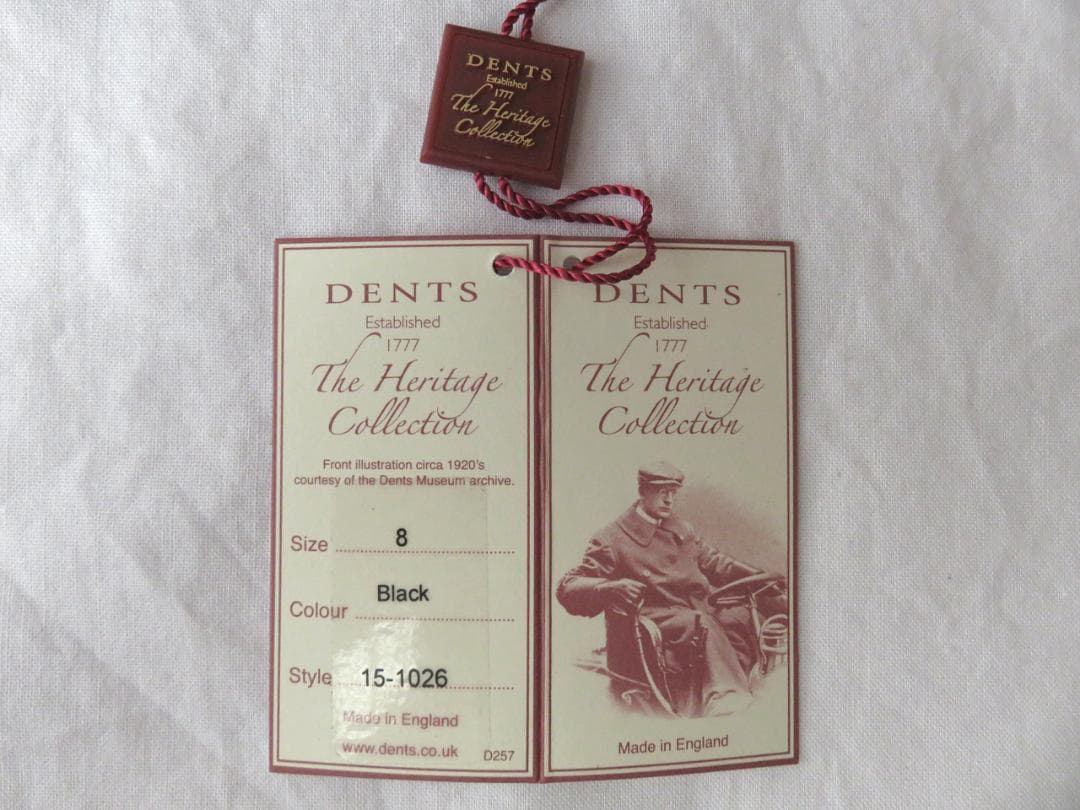 DENTS
Established
1777
The Heritage
Collection
DENTS
Established
1777
The Heritage
Collection
Front illustration circa 1920's
courtesy of the Dents Museum archive.
Size 8
Colour Black
Style 15-1026
Made in England
www.dents.co.uk D257
DENTS
Established
1777
The Heritage
Collection
Made in England